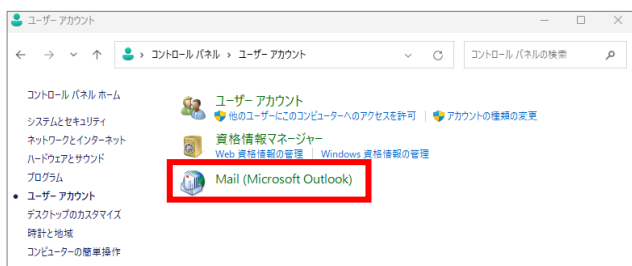 ユーザー アカウント
コントロール パネル › ユーザー アカウント
コントロール パネルの検索
コントロール パネル ホーム
システムとセキュリティ
ネットワークとインターネット
ハードウェアとサウンド
プログラム
ユーザー アカウント
デスクトップのカスタマイズ
時計と地域
コンピューターの簡単操作
ユーザー アカウント
他のユーザーにこのコンピューターへのアクセスを許可 | アカウントの種類の変更
資格情報マネージャー
Web 資格情報の管理 | Windows 資格情報の管理
Mail (Microsoft Outlook)